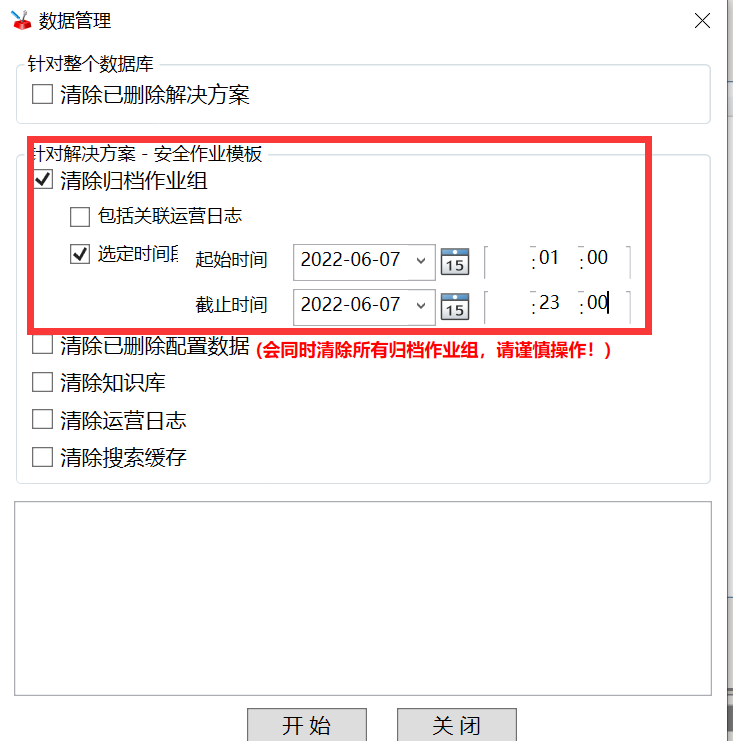 数据管理
针对整个数据库
清除已删除解决方案
针对解决方案 - 安全作业模板
清除归档作业组
包括关联运营日志
选定时间段 起始时间 2022-06-07 15 :01 :00
截止时间 2022-06-07 15 :23 :00
清除已删除配置数据 (会同时清除所有归档作业组，请谨慎操作！)
清除知识库
清除运营日志
清除搜索缓存
开 始 关 闭